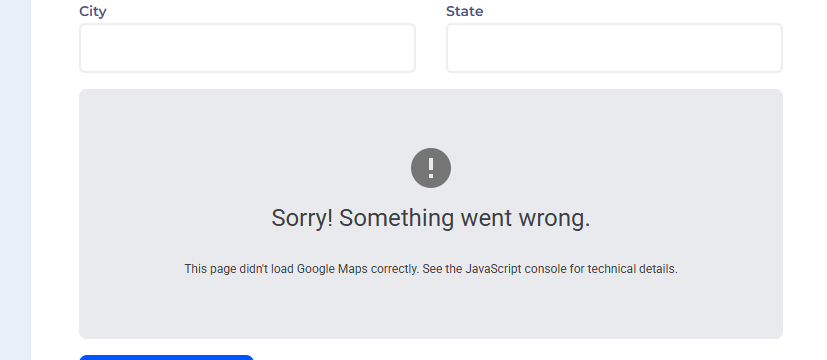 City
State
Sorry! Something went wrong.
This page didn't load Google Maps correctly. See the JavaScript console for technical details.